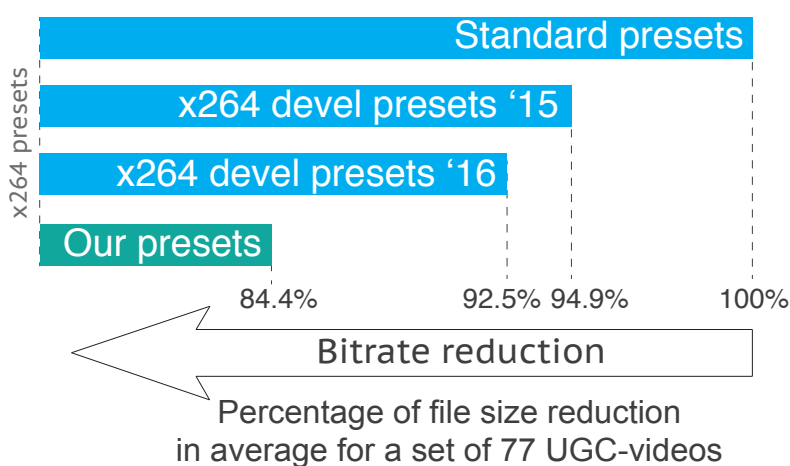 x264 presets
Standard presets
x264 devel presets ‘15
x264 devel presets ‘16
Our presets
84.4% 92.5% 94.9% 100%
Bitrate reduction
Percentage of file size reduction
in average for a set of 77 UGC-videos